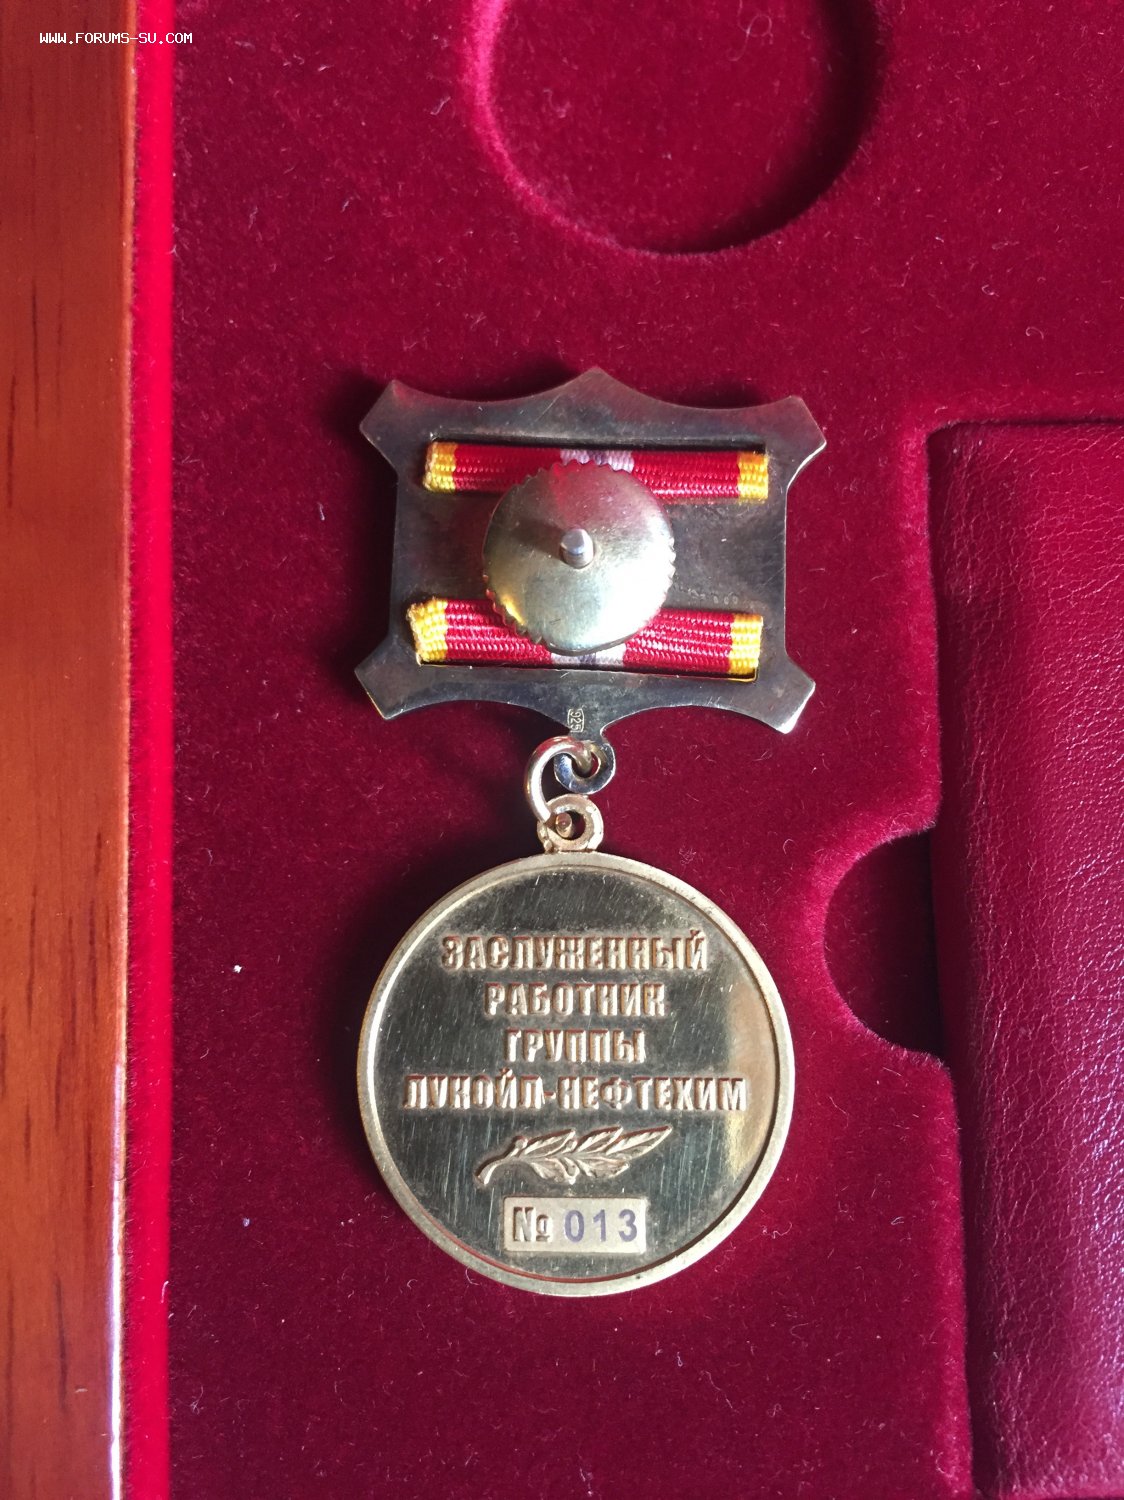 WWW.FORUMS-SU.COM
925
ЗАСЛУЖЕННЫЙ
РАБОТНИК
ГРУППЫ
ЛУКОЙЛ-НЕФТЕХИМ
№ 013